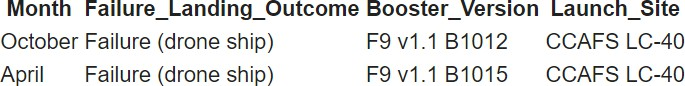 Month Failure_Landing_Outcome Booster_Version Launch_Site
October Failure (drone ship) F9 v1.1 B1012 CCAFS LC-40
April Failure (drone ship) F9 v1.1 B1015 CCAFS LC-40